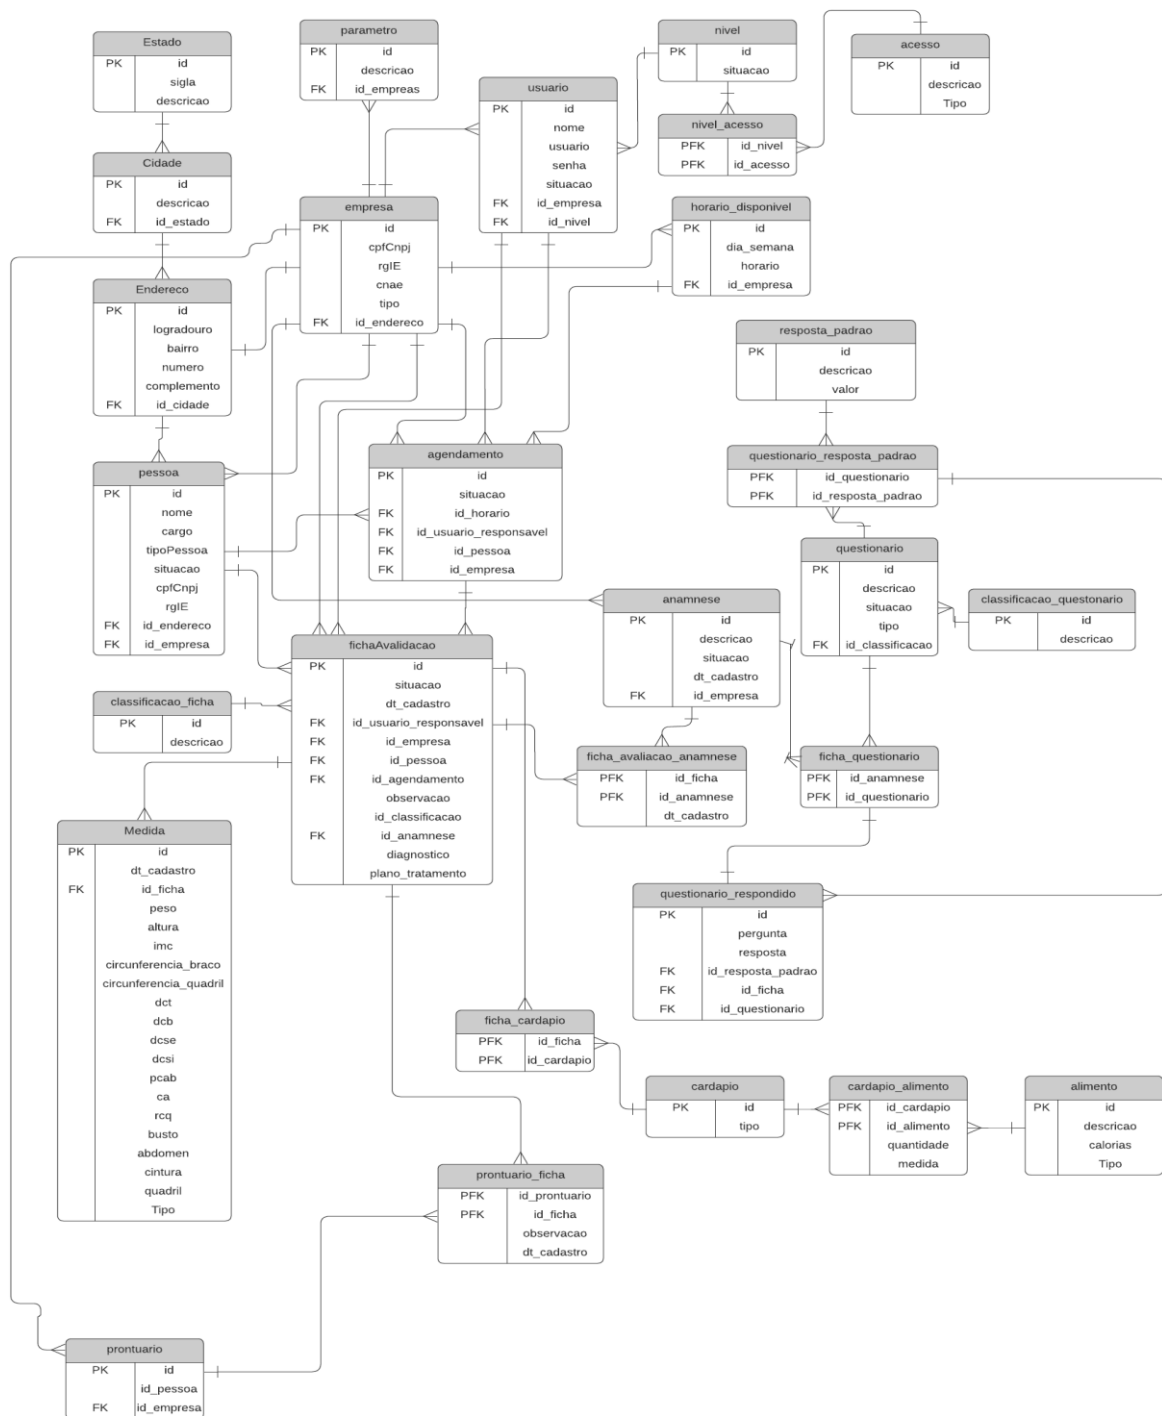 Estado
PK id
sigla
descricao
parametro
PK id
descricao
FK id_empreas
nivel
PK id
situacao
acesso
PK id
descricao
Tipo
usuario
PK id
nome
usuario
senha
situacao
FK id_empresa
FK id_nivel
nivel_acesso
PFK id_nivel
PFK id_acesso
Cidade
PK id
descricao
FK id_estado
empresa
PK id
cpfCnpj
rgIE
cnae
tipo
FK id_endereco
horario_disponivel
PK id
dia_semana
horario
FK id_empresa
Endereco
PK id
logradouro
bairro
numero
complemento
FK id_cidade
resposta_padrao
PK id
descricao
valor
pessoa
PK id
nome
cargo
tipoPessoa
situacao
cpfCnpj
rgIE
FK id_endereco
FK id_empresa
agendamento
PK id
situacao
FK id_horario
FK id_usuario_responsavel
FK id_pessoa
FK id_empresa
questionario_resposta_padrao
PFK id_questionario
PFK id_resposta_padrao
questionario
PK id
descricao
situacao
tipo
FK id_classificacao
classificacao_questonario
PK id
descricao
anamnese
PK id
descricao
situacao
dt_cadastro
FK id_empresa
fichaAvalidacao
PK id
situacao
dt_cadastro
FK id_usuario_responsavel
FK id_empresa
FK id_pessoa
FK id_agendamento
observacao
id_classificacao
FK id_anamnese
diagnostico
plano_tratamento
classificacao_ficha
PK id
descricao
ficha_avaliacao_anamnese
PFK id_ficha
PFK id_anamnese
dt_cadastro
ficha_questionario
PFK id_anamnese
PFK id_questionario
Medida
PK id
dt_cadastro
FK id_ficha
peso
altura
imc
circunferencia_braco
circunferencia_quadril
dct
dcb
dcse
dcsi
pcab
ca
rcq
busto
abdomen
cintura
quadril
Tipo
questionario_respondido
PK id
pergunta
resposta
FK id_resposta_padrao
FK id_ficha
FK id_questionario
ficha_cardapio
PFK id_ficha
PFK id_cardapio
cardapio
PK id
tipo
cardapio_alimento
PFK id_cardapio
PFK id_alimento
quantidade
medida
alimento
PK id
descricao
calorias
Tipo
prontuario_ficha
PFK id_prontuario
PFK id_ficha
observacao
dt_cadastro
prontuario
PK id
id_pessoa
FK id_empresa